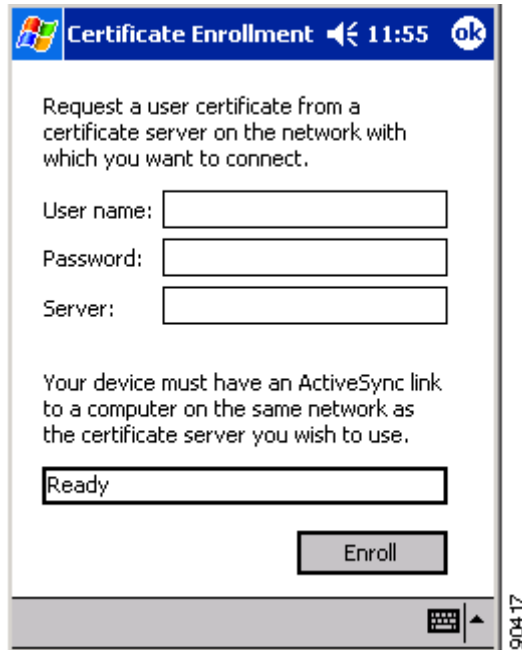 Certificate Enrollment 11:55 ok
Request a user certificate from a
certificate server on the network with
which you want to connect.
User name:
Password:
Server:
Your device must have an ActiveSync link
to a computer on the same network as
the certificate server you wish to use.
Ready
Enroll
90417